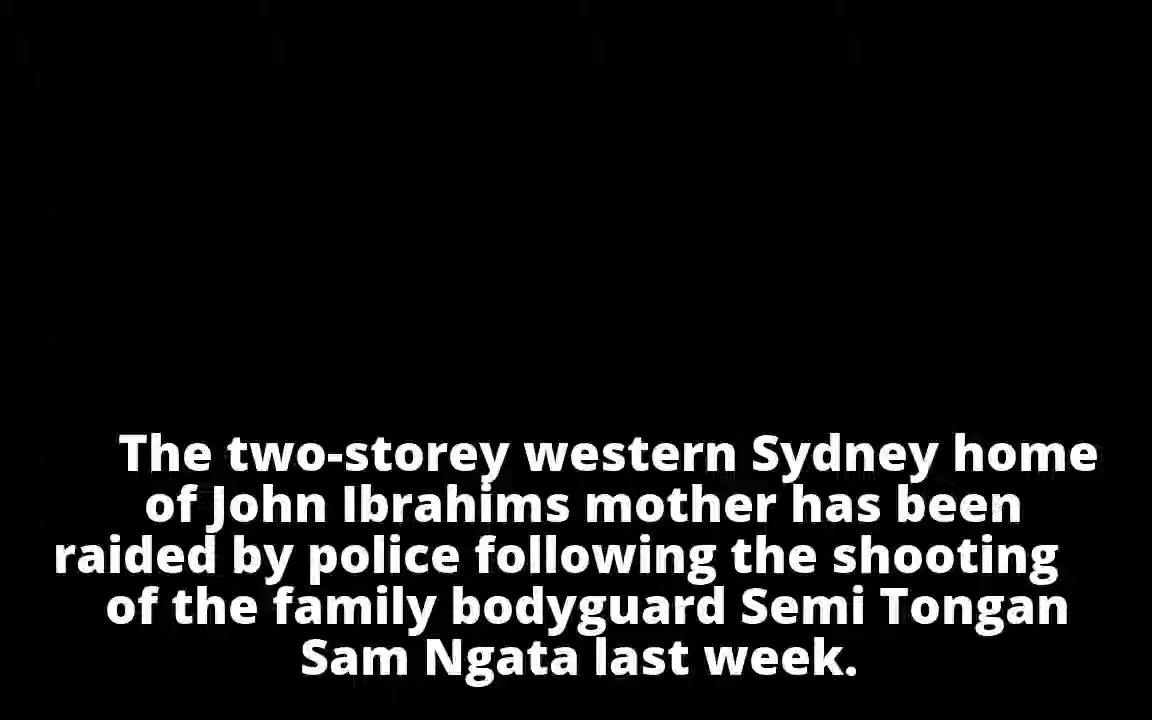 The two-storey western Sydney home
of John Ibrahims mother has been
raided by police following the shooting
of the family bodyguard Semi Tongan
Sam Ngata last week.